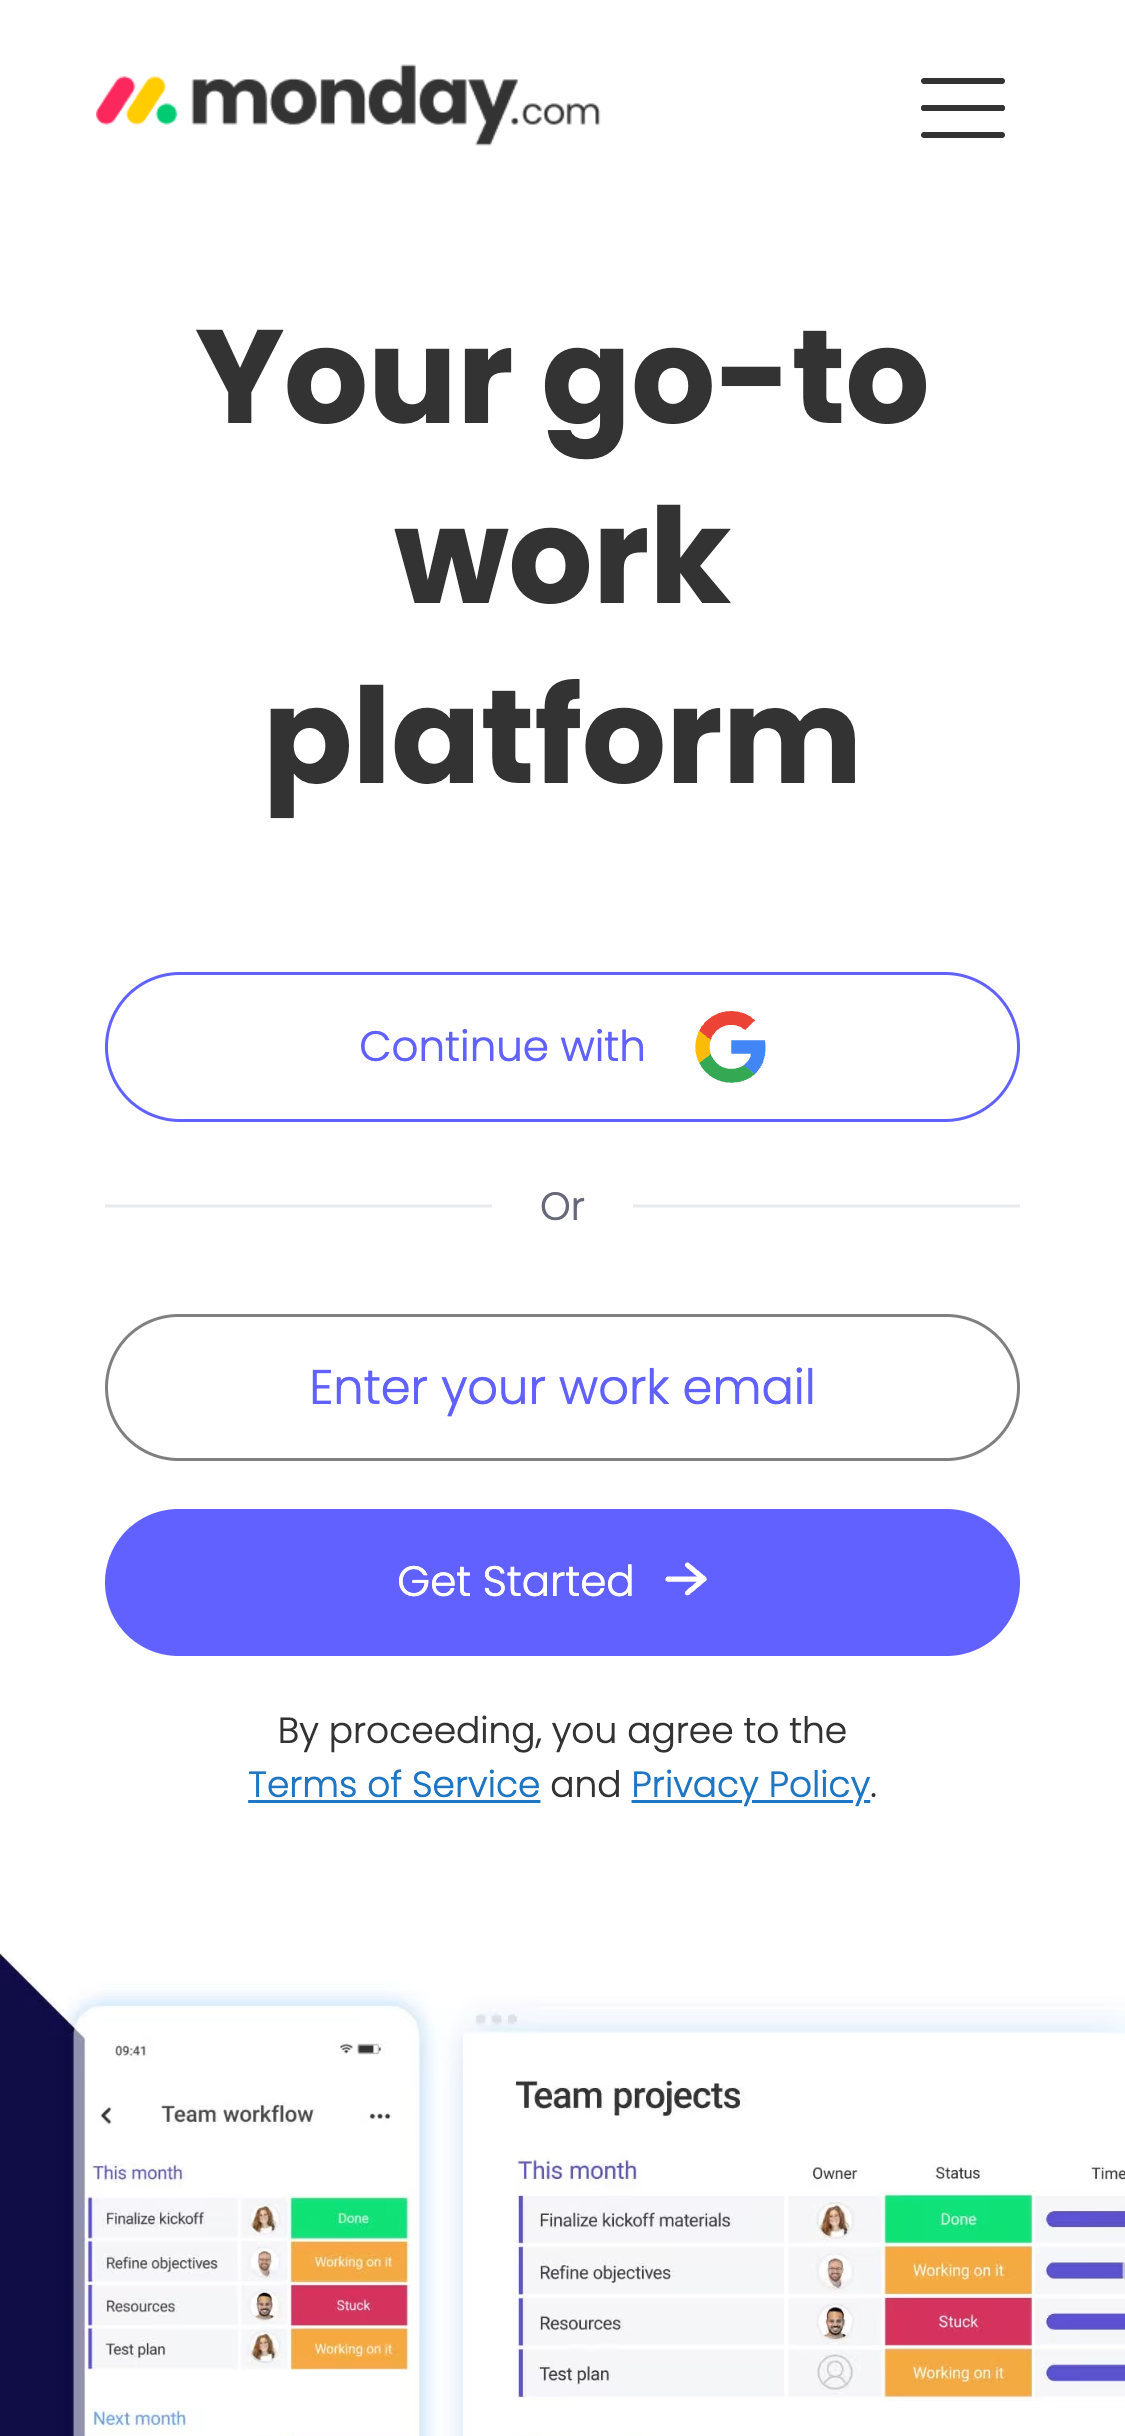 monday.com
Your go-to
work
platform
Continue with
Or
Enter your work email
Get Started →
By proceeding, you agree to the
Terms of Service and Privacy Policy.
09:41
Team workflow
This month
Finalize kickoff Done
Refine objectives Working on it
Resources Stuck
Test plan Working on it
Next month
Team projects
This month Owner Status Time
Finalize kickoff materials Done
Refine objectives Working on it
Resources Stuck
Test plan Working on it